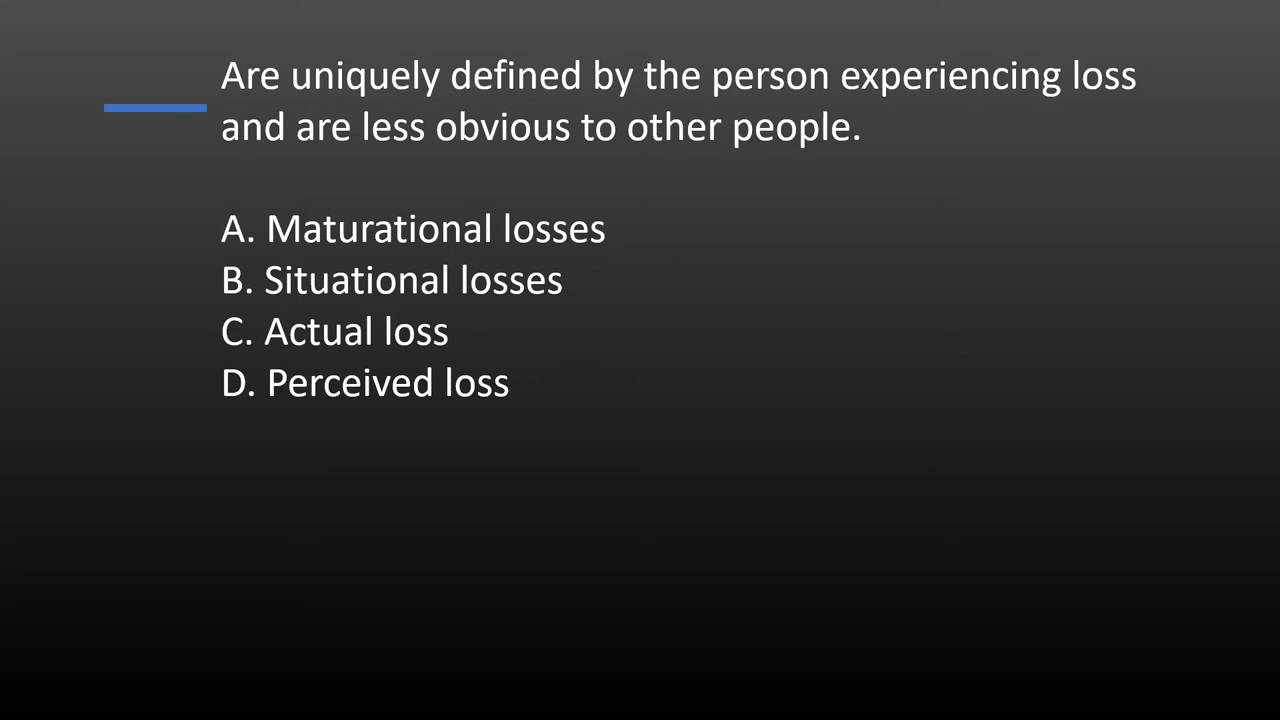 Are uniquely defined by the person experiencing loss
and are less obvious to other people.
A. Maturational losses
B. Situational losses
C. Actual loss
D. Perceived loss